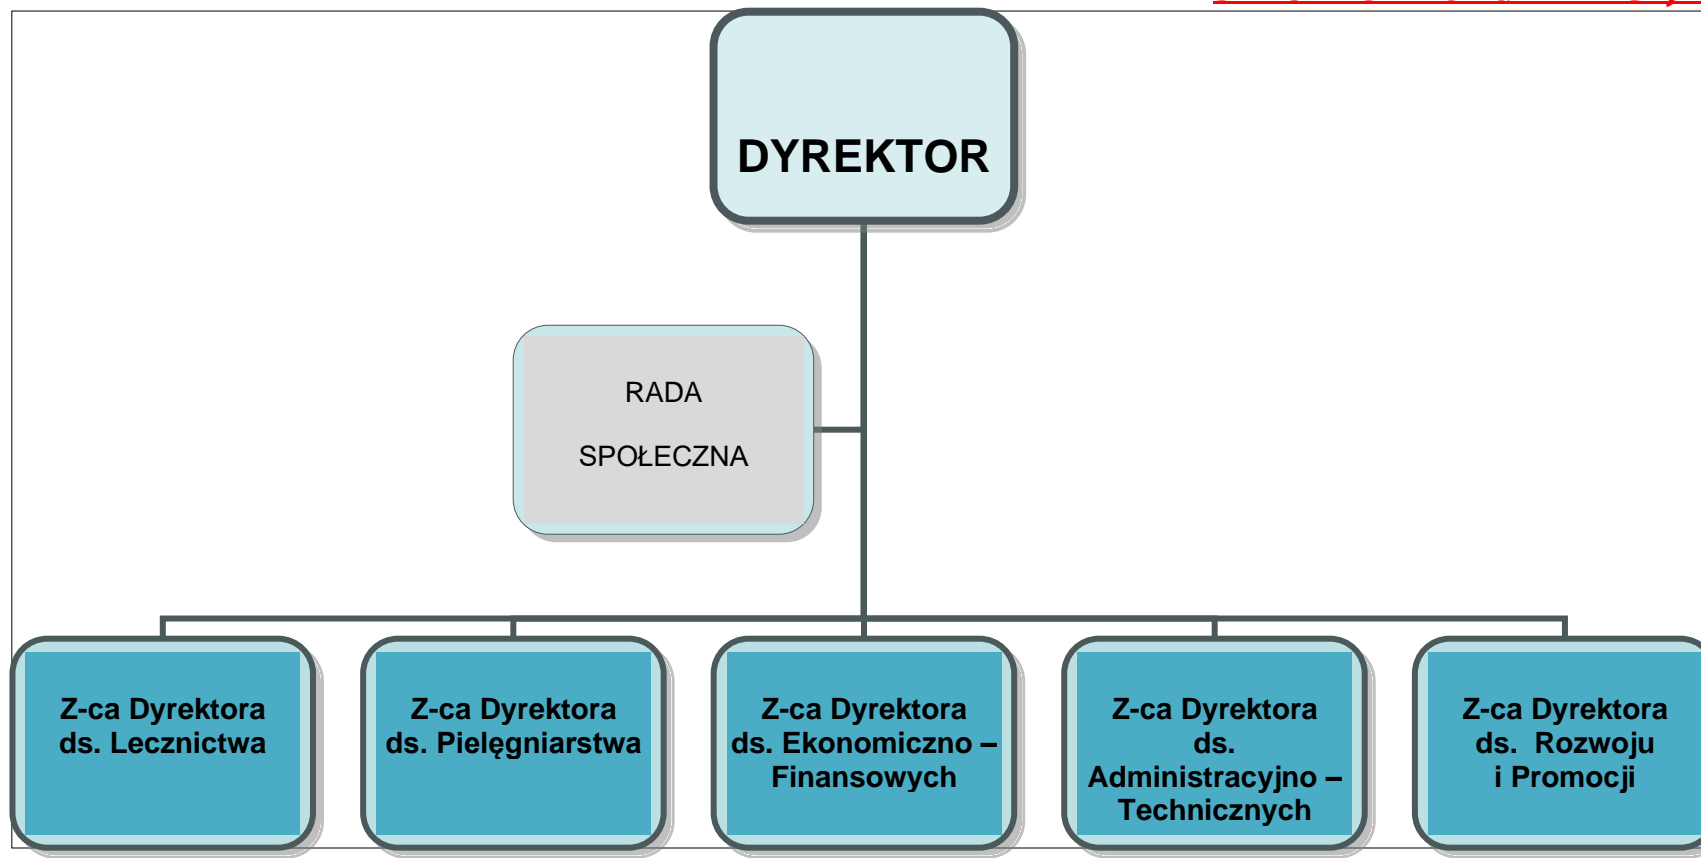 DYREKTOR
RADA
SPOŁECZNA
Z-ca Dyrektora
ds. Lecznictwa
Z-ca Dyrektora
ds. Pielęgniarstwa
Z-ca Dyrektora
ds. Ekonomiczno –
Finansowych
Z-ca Dyrektora
ds.
Administracyjno –
Technicznych
Z-ca Dyrektora
ds. Rozwoju
i Promocji